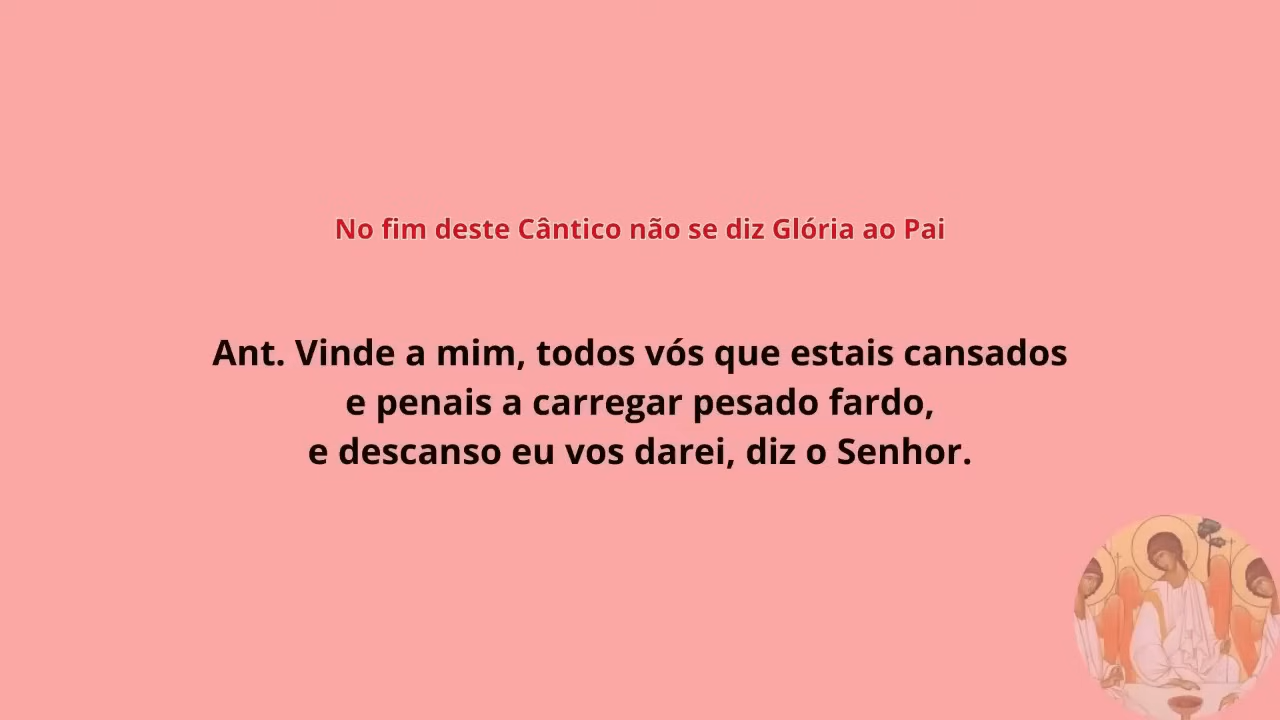 No fim deste Cântico não se diz Glória ao Pai
Ant. Vinde a mim, todos vós que estais cansados
e penais a carregar pesado fardo,
e descanso eu vos darei, diz o Senhor.